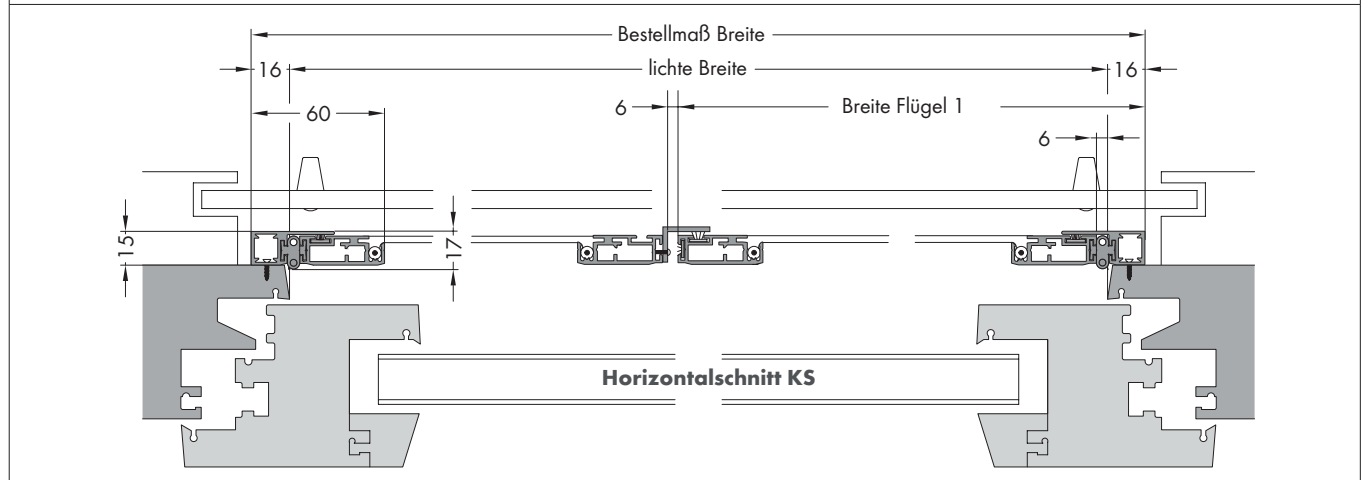 Bestellmaß Breite
16
lichte Breite
16
60
6
Breite Flügel 1
6
15
17
Horizontalschnitt KS